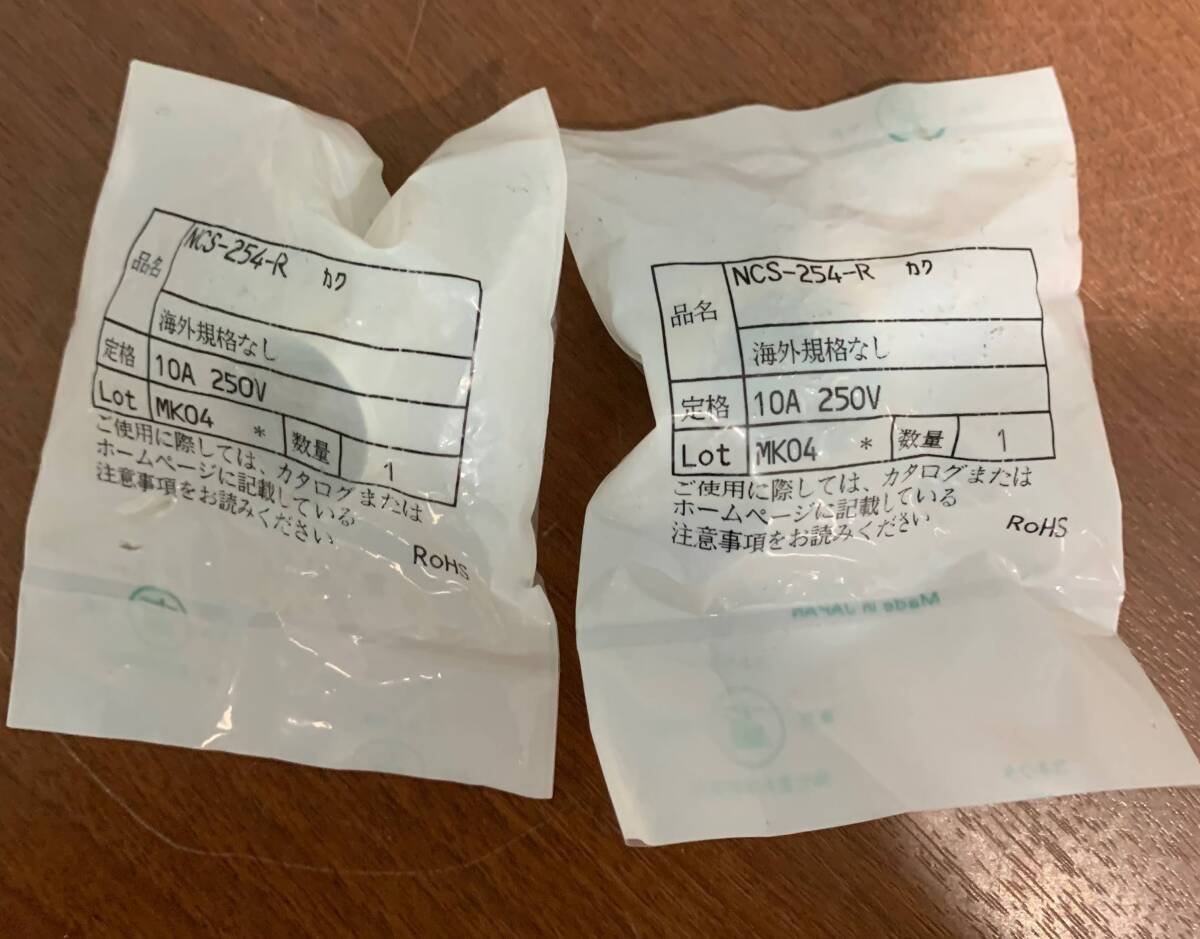 品名 NCS-254-R カク
海外規格なし
定格 10A 250V
Lot MK04 * 数量 1
ご使用に際しては、カタログまたは
ホームページに記載している
注意事項をお読みください
RoHS
品名 NCS-254-R カク
海外規格なし
定格 10A 250V
Lot MK04 * 数量 1
ご使用に際しては、カタログまたは
ホームページに記載している
注意事項をお読みください
RoHS
Made in JAPAN